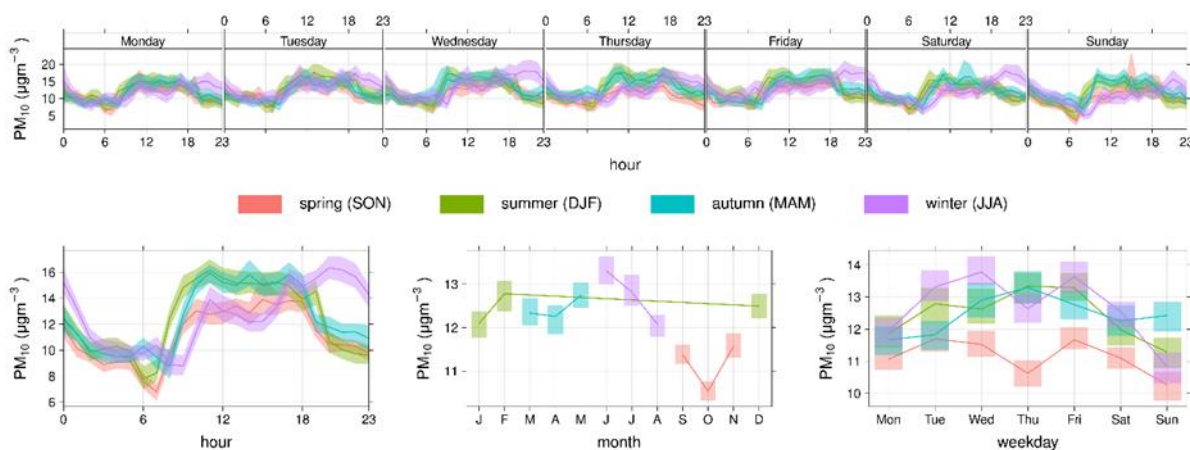 0 6 12 18 23 0 6 12 18 23 0 6 12 18 23
Monday Tuesday Wednesday Thursday Friday Saturday Sunday
PM10 (µgm−3)
20
15
10
5
0 6 12 18 23 0 6 12 18 23 0 6 12 18 23 0 6 12 18 23
hour
spring (SON) summer (DJF) autumn (MAM) winter (JJA)
PM10 (µgm−3)
16
14
12
10
8
6
0 6 12 18 23
hour
PM10 (µgm−3)
13
12
11
J F M A M J J A S O N D
month
PM10 (µgm−3)
14
13
12
11
10
Mon Tue Wed Thu Fri Sat Sun
weekday